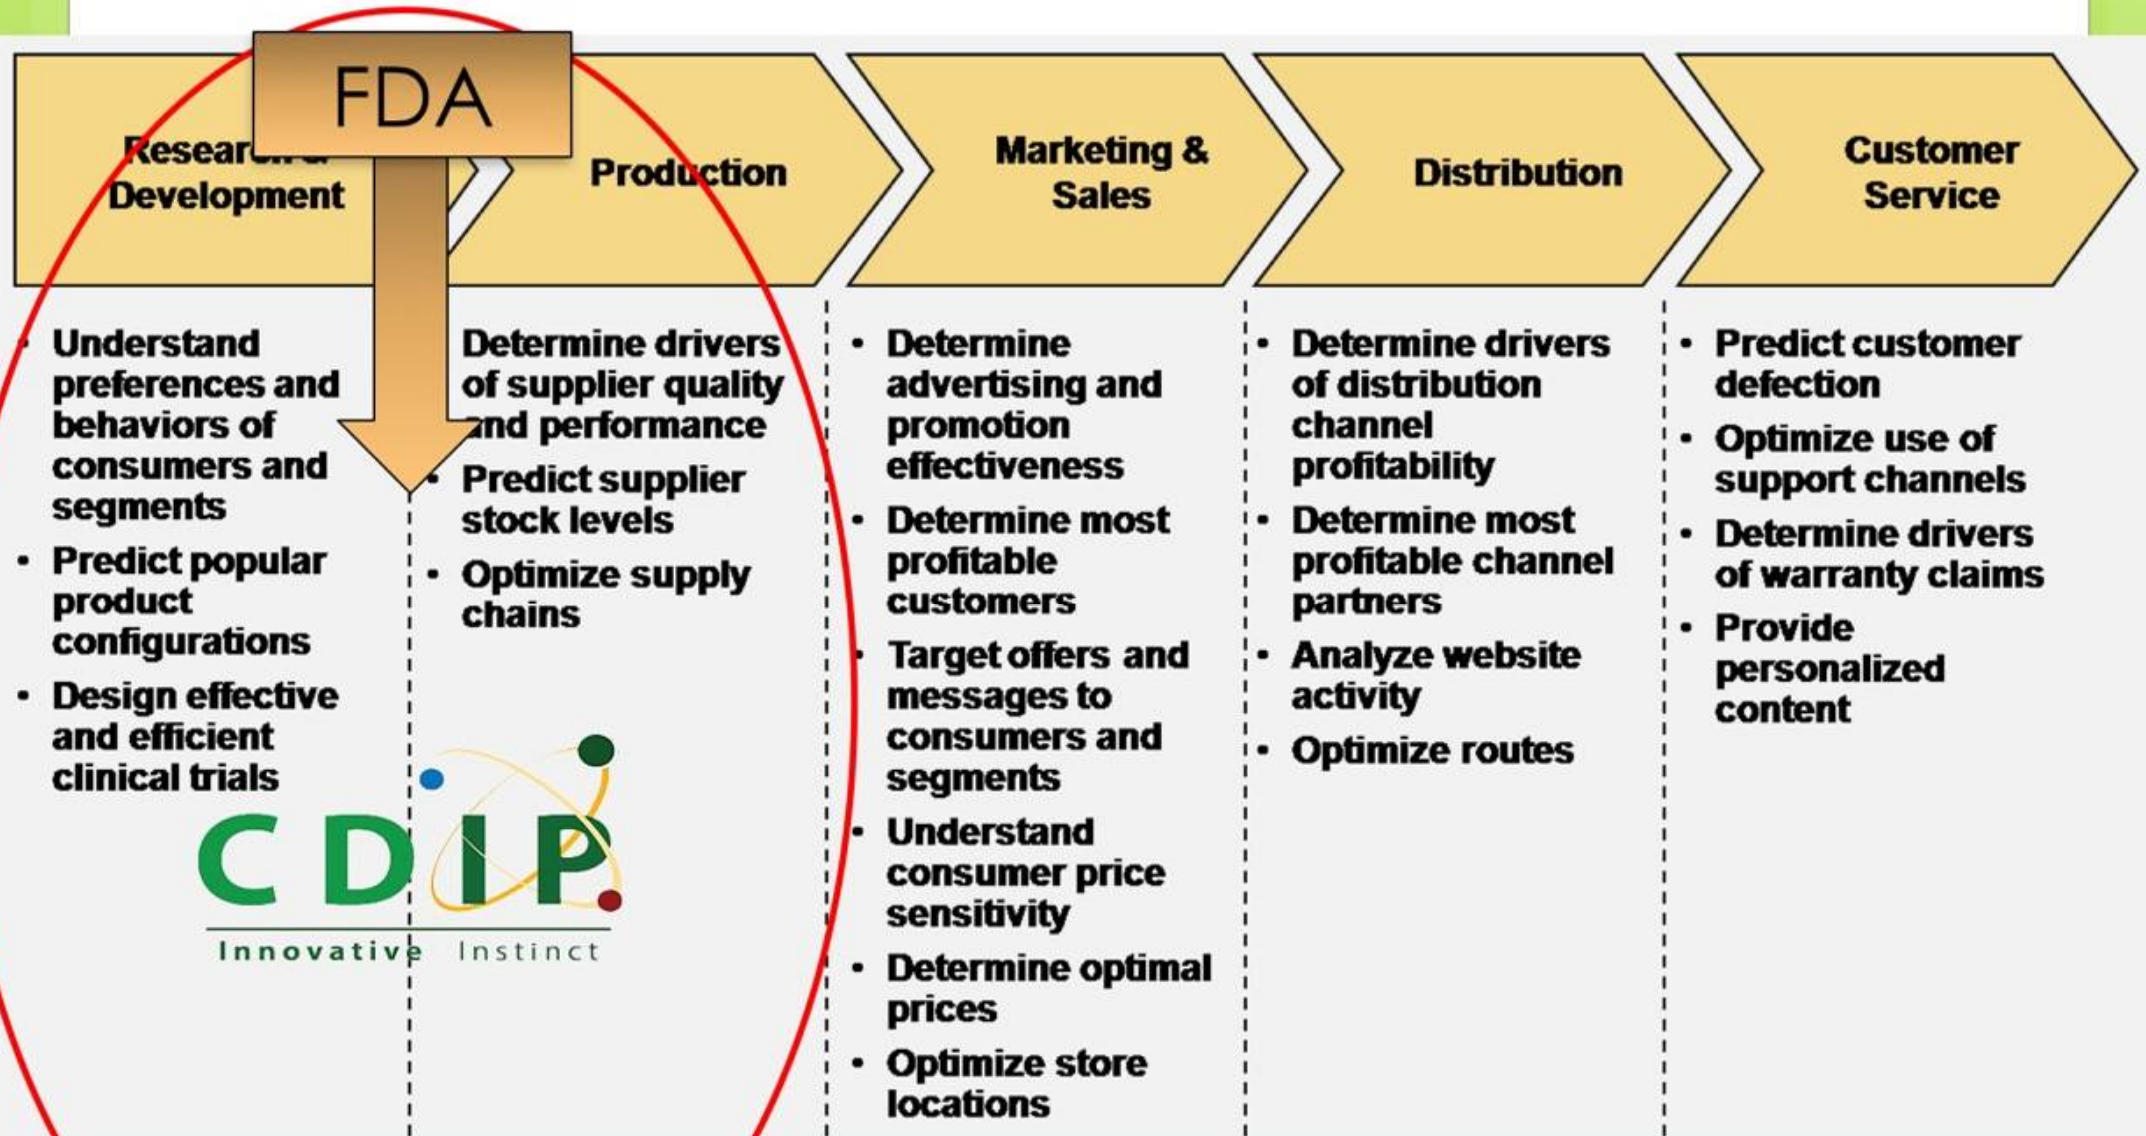 FDA
Research &
Development
Production
Marketing &
Sales
Distribution
Customer
Service
• Understand
preferences and
behaviors of
consumers and
segments
• Predict popular
product
configurations
• Design effective
and efficient
clinical trials
Determine drivers
of supplier quality
and performance
• Predict supplier
stock levels
• Optimize supply
chains
CDIP
Innovative Instinct
• Determine
advertising and
promotion
effectiveness
• Determine most
profitable
customers
• Target offers and
messages to
consumers and
segments
• Understand
consumer price
sensitivity
• Determine optimal
prices
• Optimize store
locations
• Determine drivers
of distribution
channel
profitability
• Determine most
profitable channel
partners
• Analyze website
activity
• Optimize routes
• Predict customer
defection
• Optimize use of
support channels
• Determine drivers
of warranty claims
• Provide
personalized
content